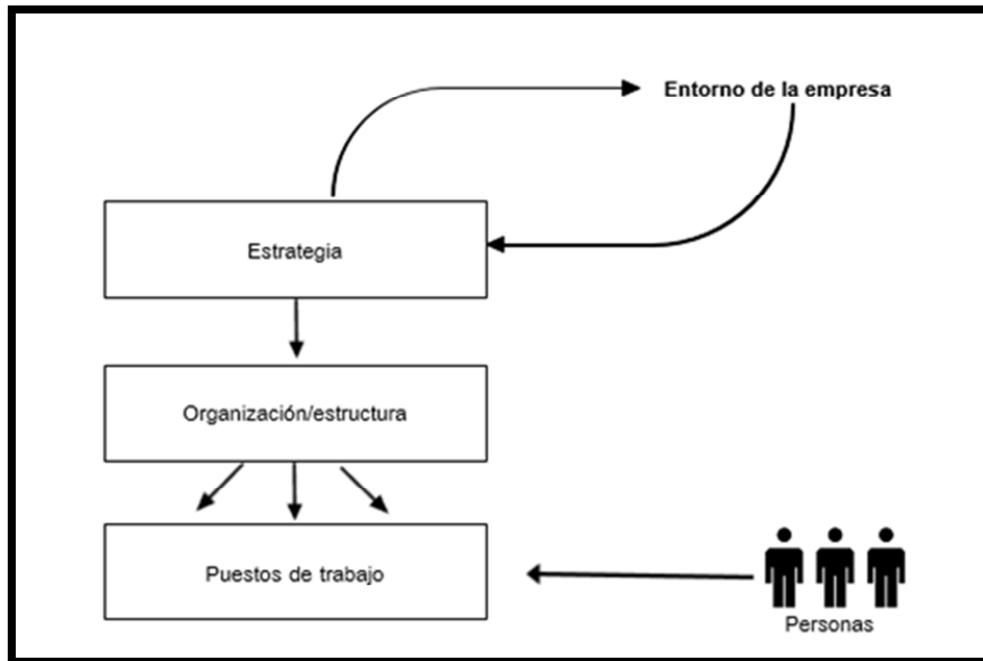 Entorno de la empresa
Estrategia
Organización/estructura
Puestos de trabajo
Personas